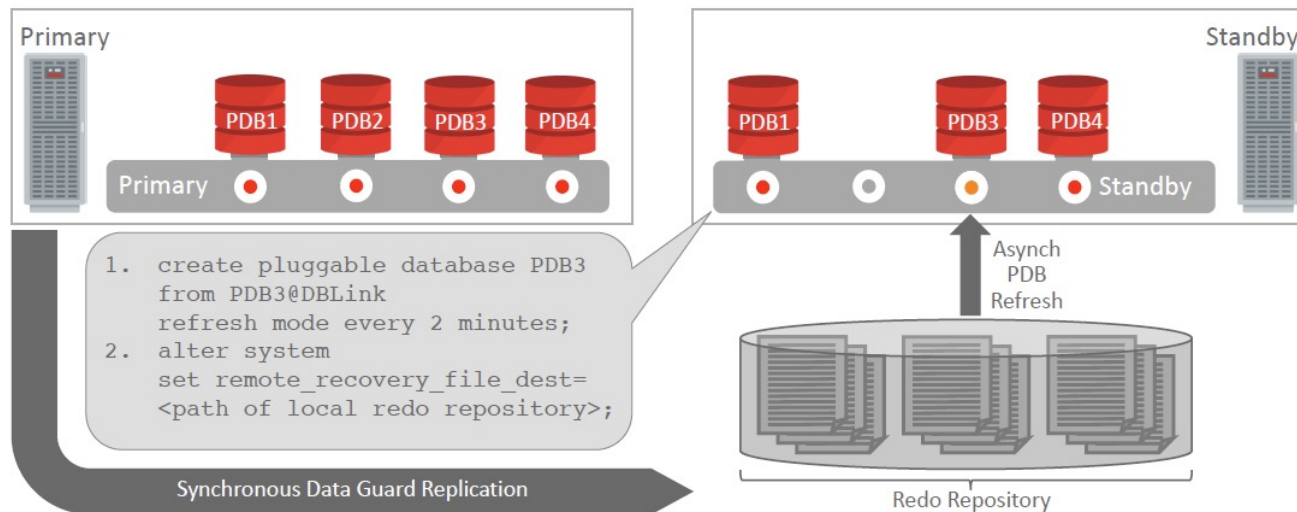 Primary
PDB1
PDB2
PDB3
PDB4
Primary
Standby
PDB1
PDB3
PDB4
Standby
1. create pluggable database PDB3
from PDB3@DBLink
refresh mode every 2 minutes;
2. alter system
set remote_recovery_file_dest=
<path of local redo repository>;
Asynch
PDB
Refresh
Synchronous Data Guard Replication
Redo Repository